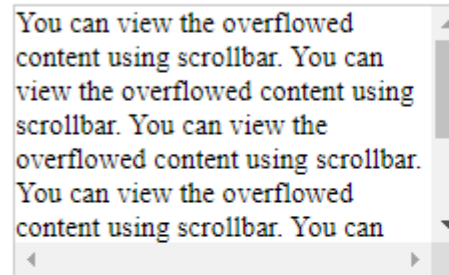 You can view the overflowed
content using scrollbar. You can
view the overflowed content using
scrollbar. You can view the
overflowed content using scrollbar.
You can view the overflowed
content using scrollbar. You can